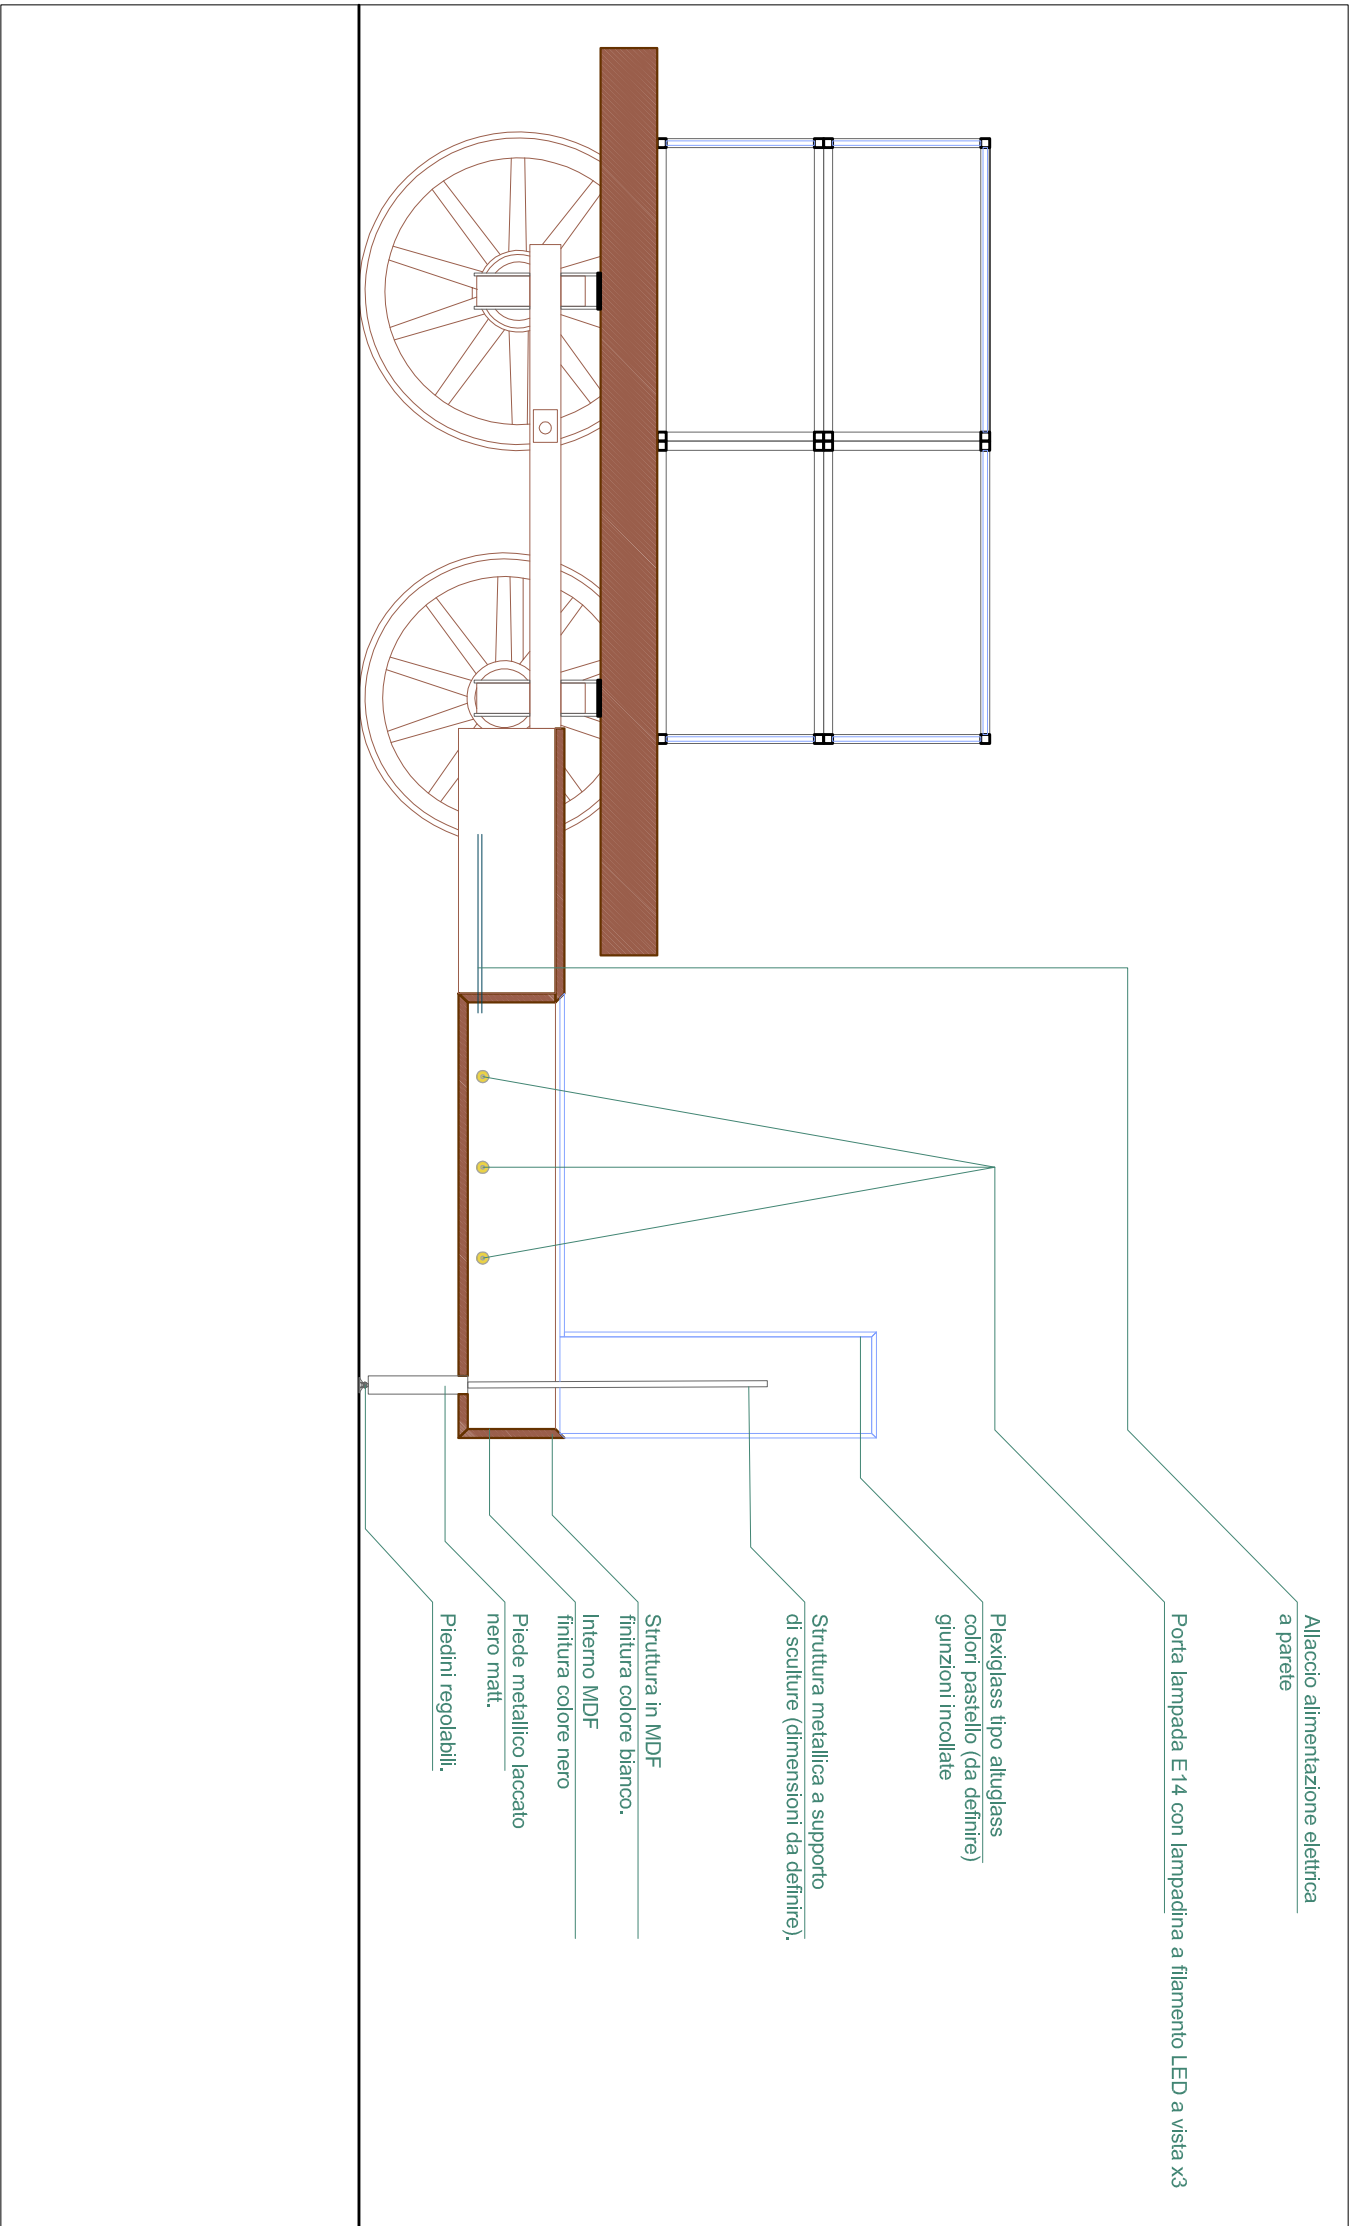 Allaccio alimentazione elettrica
a parete
Porta lampada E14 con lampadina a filamento LED a vista x3
Plexiglass tipo altuglass
colori pastello (da definire)
giunzioni incollate
Struttura metallica a supporto
di sculture (dimensioni da definire).
Struttura in MDF
finitura colore bianco.
Interno MDF
finitura colore nero
Piede metallico laccato
nero matt.
Piedini regolabili.